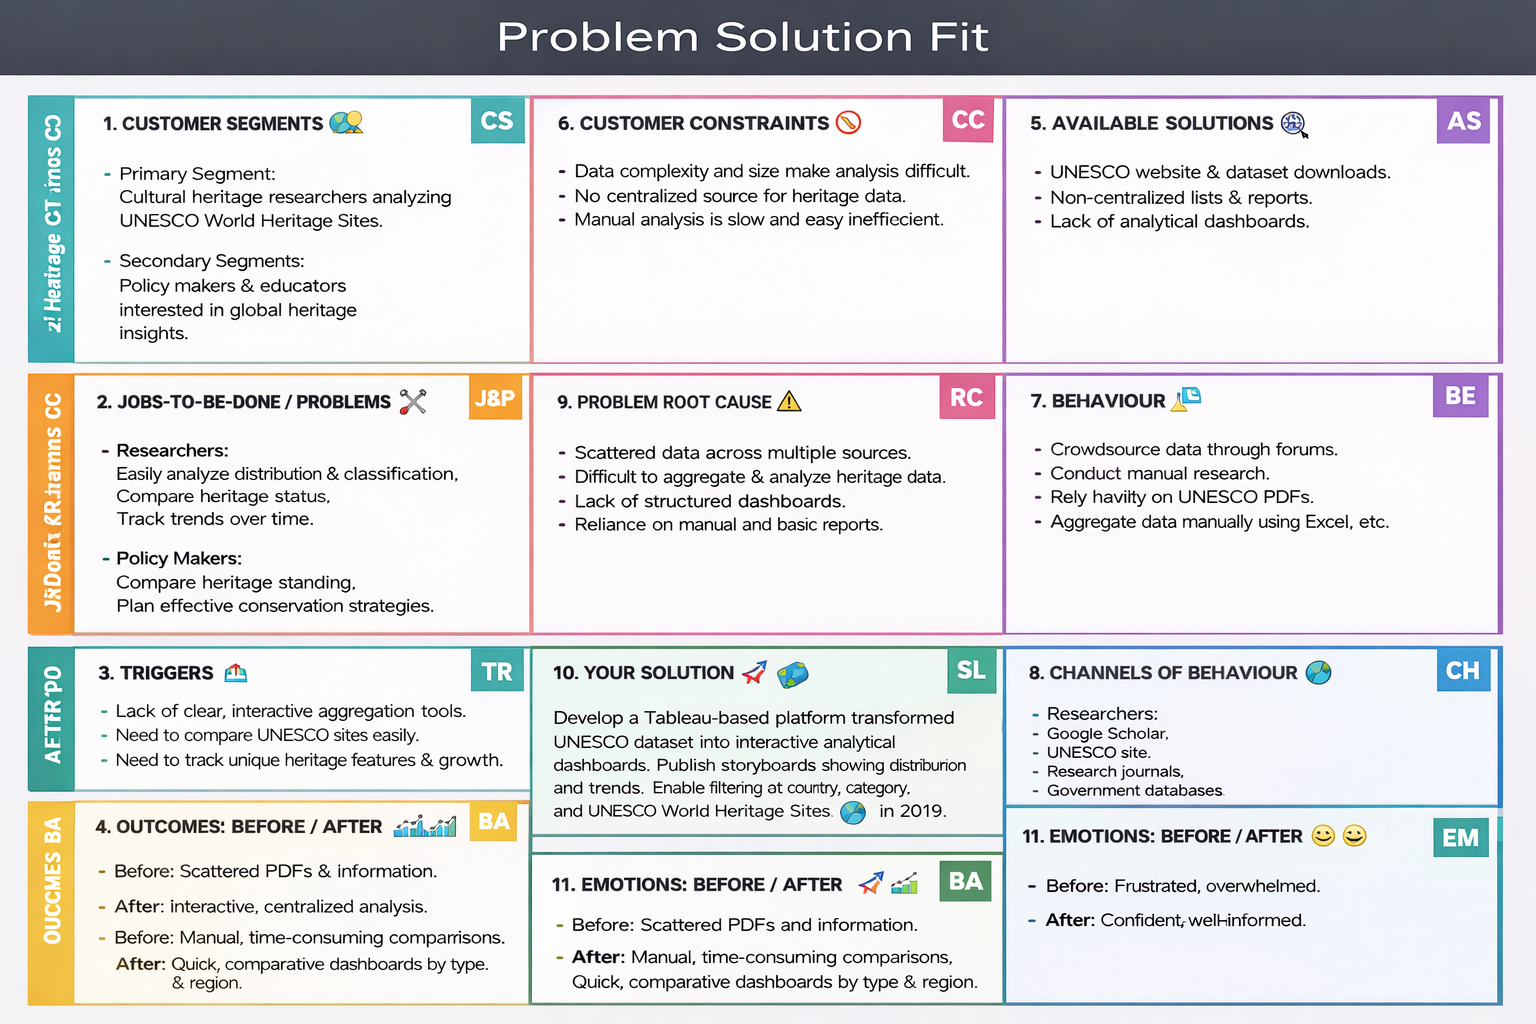 Problem Solution Fit
1. CUSTOMER SEGMENTS
CS
- Primary Segment:
Cultural heritage researchers analyzing
UNESCO World Heritage Sites.
- Secondary Segments:
Policy makers & educators
interested in global heritage
insights.
6. CUSTOMER CONSTRAINTS
CC
- Data complexity and size make analysis difficult.
- No centralized source for heritage data.
- Manual analysis is slow and easy ineffiecient.
5. AVAILABLE SOLUTIONS
AS
- UNESCO website & dataset downloads.
- Non-centralized lists & reports.
- Lack of analytical dashboards.
2. JOBS-TO-BE-DONE / PROBLEMS
J&P
- Researchers:
Easily analyze distribution & classification,
Compare heritage status,
Track trends over time.
- Policy Makers:
Compare heritage standing,
Plan effective conservation strategies.
9. PROBLEM ROOT CAUSE
RC
- Scattered data across multiple sources.
- Difficult to aggregate & analyze heritage data.
- Lack of structured dashboards.
- Reliance on manual and basic reports.
7. BEHAVIOUR
BE
- Crowdsource data through forums.
- Conduct manual research.
- Rely havilty on UNESCO PDFs.
- Aggregate data manually using Excel, etc.
3. TRIGGERS
TR
- Lack of clear, interactive aggregation tools.
- Need to compare UNESCO sites easily.
- Need to track unique heritage features & growth.
10. YOUR SOLUTION
SL
Develop a Tableau-based platform transformed
UNESCO dataset into interactive analytical
dashboards. Publish storyboards showing distriburion
and trends. Enable filtering at country, category,
and UNESCO World Heritage Sites. in 2019.
8. CHANNELS OF BEHAVIOUR
CH
- Researchers:
- Google Scholar,
- UNESCO site.
- Research journals,
- Government databases.
OUCCMES BA
4. OUTCOMES: BEFORE / AFTER
BA
- Before: Scattered PDFs & information.
- After: interactive, centralized analysis.
- Before: Manual, time-consuming comparrisons.
After: Quick, comparative dashboards by type.
& region.
11. EMOTIONS: BEFORE / AFTER
BA
- Before: Scattered PDFs and information.
- After: Manual, time-consuming comparisons,
Quick, comparative dashboards by type & region.
11. EMOTIONS: BEFORE / AFTER
EM
- Before: Frustrated, overwhelmed.
- After: Confident, well-informed.